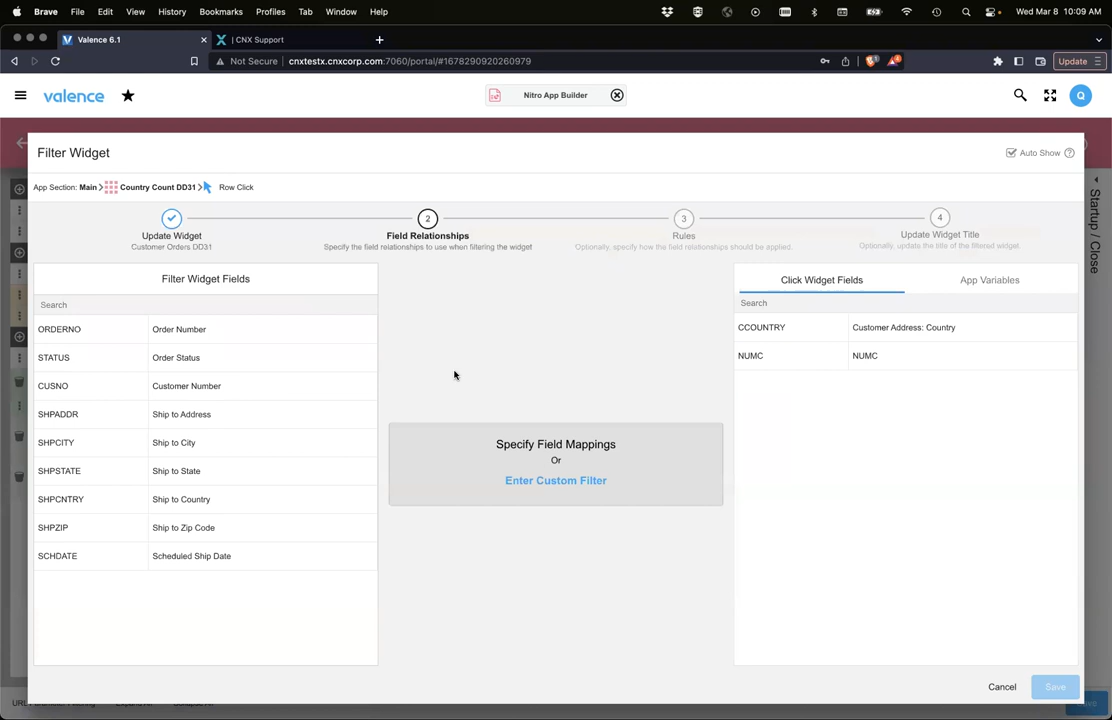 Brave File Edit View History Bookmarks Profiles Tab Window Help Wed Mar 8 10:09 AM
Valence 6.1 | CNX Support
Not Secure cnxtestx.cnxcorp.com:7060/portal/#1678290920260979 Update
valence Nitro App Builder Q
Filter Widget Auto Show
App Section: Main Country Count DD31 Row Click
2 3 4
Update Widget Field Relationships Rules Update Widget Title
Customer Orders DD31 Specify the field relationships to use when filtering the widget Optionally, specify how the field relationships should be applied. Optionally, update the title of the filtered widget.
Startup / Close
Filter Widget Fields Click Widget Fields App Variables
Search Search
ORDERNO Order Number CCOUNTRY Customer Address: Country
STATUS Order Status NUMC NUMC
CUSNO Customer Number
SHPADDR Ship to Address
SHPCITY Ship to City
Specify Field Mappings
Or
SHPSTATE Ship to State
Enter Custom Filter
SHPCNTRY Ship to Country
SHPZIP Ship to Zip Code
SCHDATE Scheduled Ship Date
Cancel Save